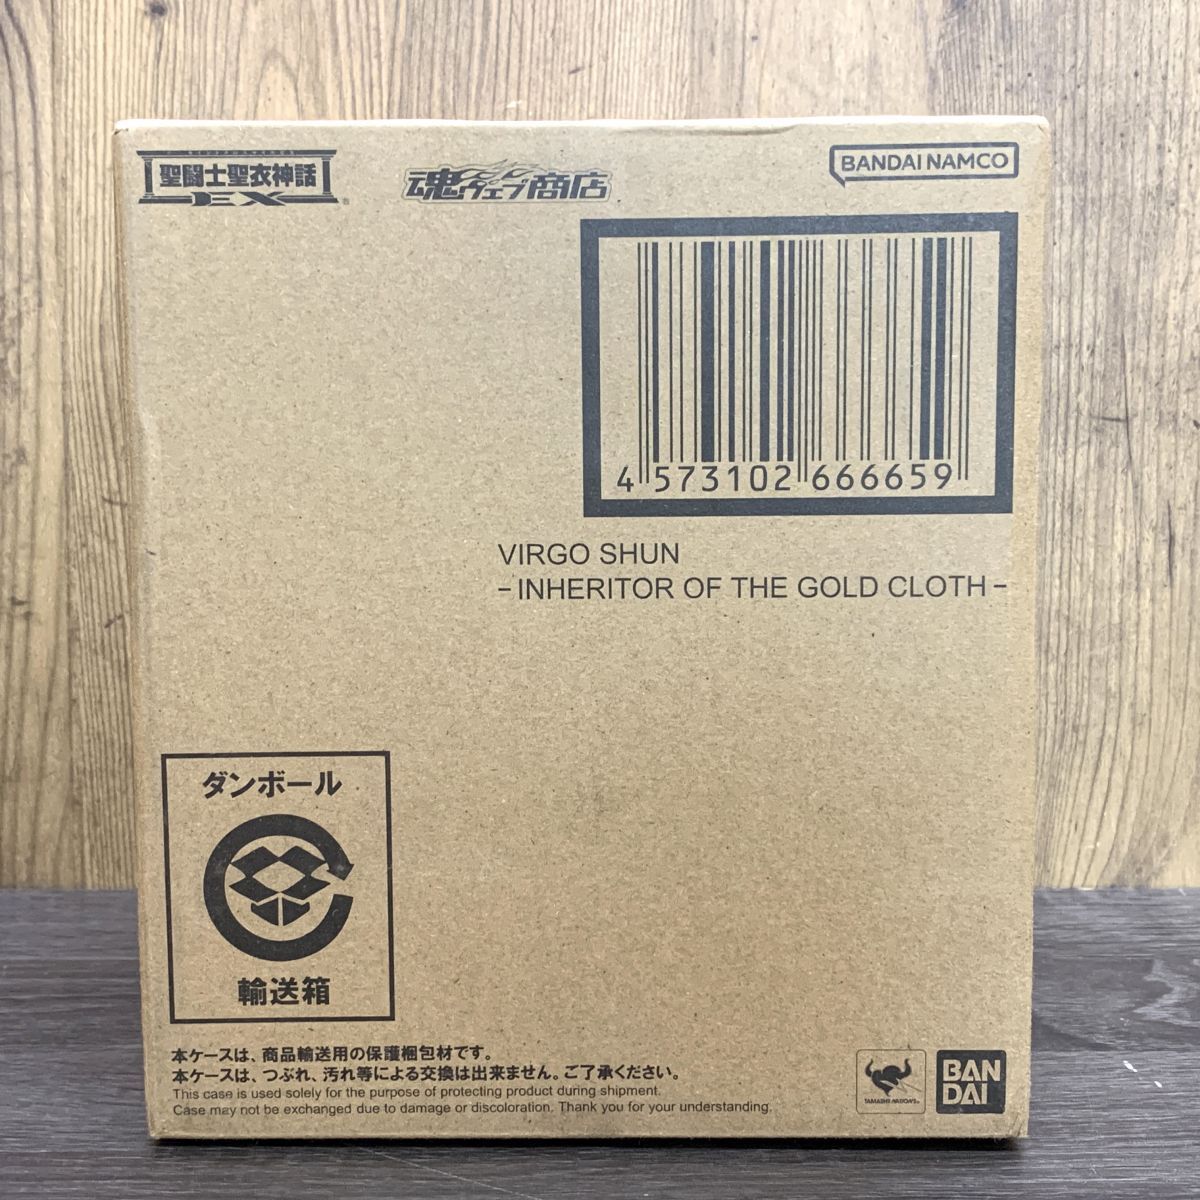 聖闘士聖衣神話
EX
魂ウェブ商店
BANDAI NAMCO
4 573102 666659
VIRGO SHUN
-INHERITOR OF THE GOLD CLOTH-
ダンボール
輸送箱
本ケースは、商品輸送用の保護梱包材です。
本ケースは、つぶれ、汚れ等による交換は出来ません。ご了承ください。
This case is used solely for the purpose of protecting product during shipment.
Case may not be exchanged due to damage or discoloration. Thank you for your understanding.
TAMASHII NATIONS
BAN
DAI